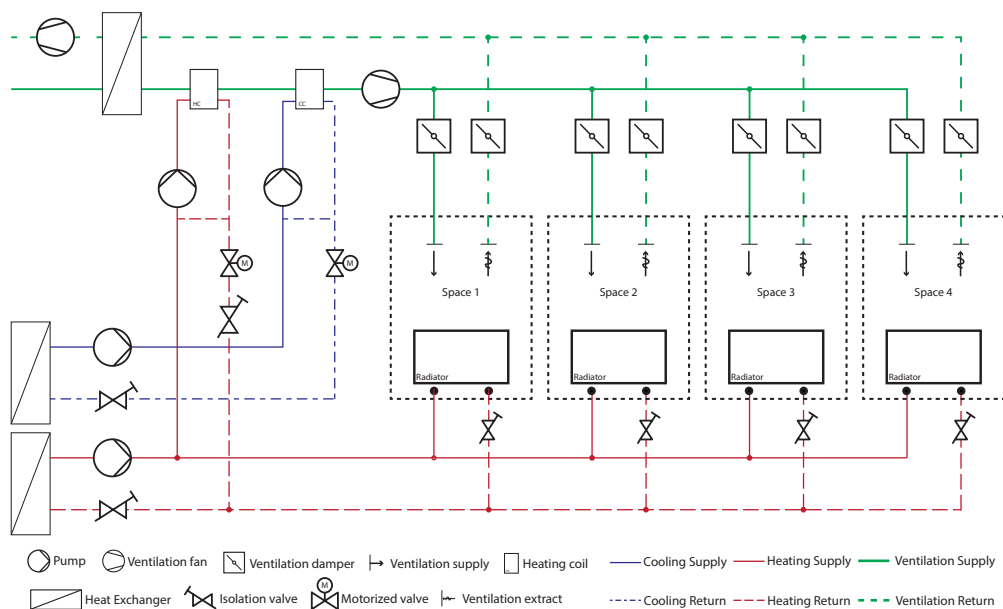 HC
CC
M
M
Space 1
Space 2
Space 3
Space 4
Radiator
Radiator
Radiator
Radiator
Pump
Ventilation fan
Ventilation damper
Ventilation supply
Heating coil
Cooling Supply
Heating Supply
Ventilation Supply
M
Heat Exchanger
Isolation valve
Motorized valve
Ventilation extract
Cooling Return
Heating Return
Ventilation Return